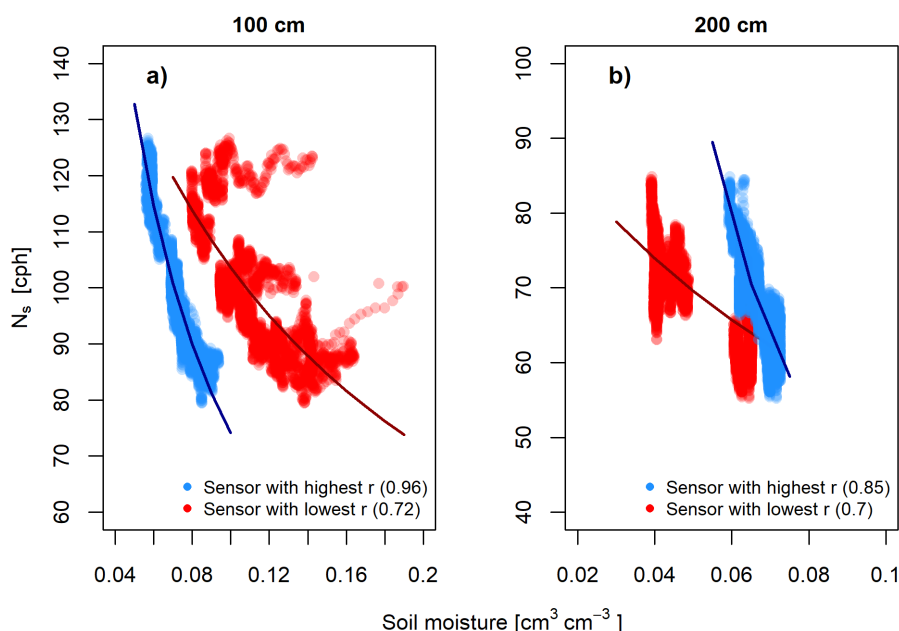 100 cm
200 cm
a)
b)
N_s [cph]
140
130
120
110
100
90
80
70
60
100
90
80
70
60
50
40
Sensor with highest r (0.96)
Sensor with lowest r (0.72)
Sensor with highest r (0.85)
Sensor with lowest r (0.7)
0.04 0.08 0.12 0.16 0.2
0.02 0.04 0.06 0.08 0.1
Soil moisture [cm³ cm⁻³ ]